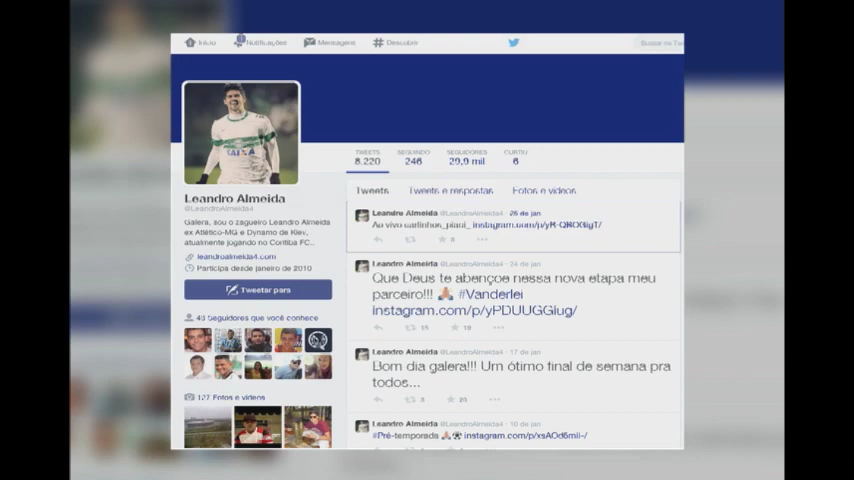 Início
Notificações
Mensagens
Descobrir
CAIXA
TWEETS
8.220
SEGUINDO
246
SEGUIDORES
29,9 mil
CURTIU
6
Leandro Almeida
@LeandroAlmeida4
Galera, sou o zagueiro Leandro Almeida
ex Atlético-MG e Dynamo de Kiev,
atualmente jogando no Coritiba FC..
leandroalmeida4.com
Participa desde janeiro de 2010
Tweetar para
Seguidores que você conhece
127 Fotos e vídeos
Tweets
Tweets e respostas
Fotos e vídeos
Leandro Almeida @LeandroAlmeida4 · 26 de jan
Ao vivo
Leandro Almeida @LeandroAlmeida4 · 24 de jan
Que Deus te abençoe nessa nova etapa meu
parceiro!!! 🙏 #Vanderlei
instagram.com/p/yPDUUGGlug/
15 19
Leandro Almeida @LeandroAlmeida4 · 17 de jan
Bom dia galera!!! Um ótimo final de semana pra
todos...
Leandro Almeida @LeandroAlmeida4 · 10 de jan
#Pré-temporada 🙏⚽